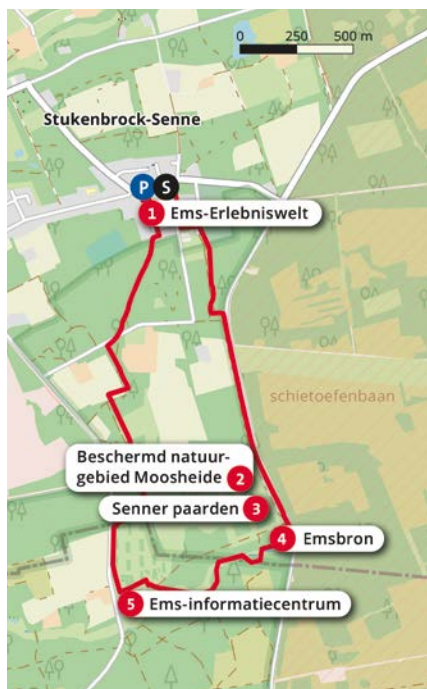 0 250 500 m
Stukenbrock-Senne
P S
1 Ems-Erlebniswelt
schietoefenbaan
Beschermd natuur-
gebied Moosheide 2
Senner paarden 3
4 Emsbron
5 Ems-informatiecentrum